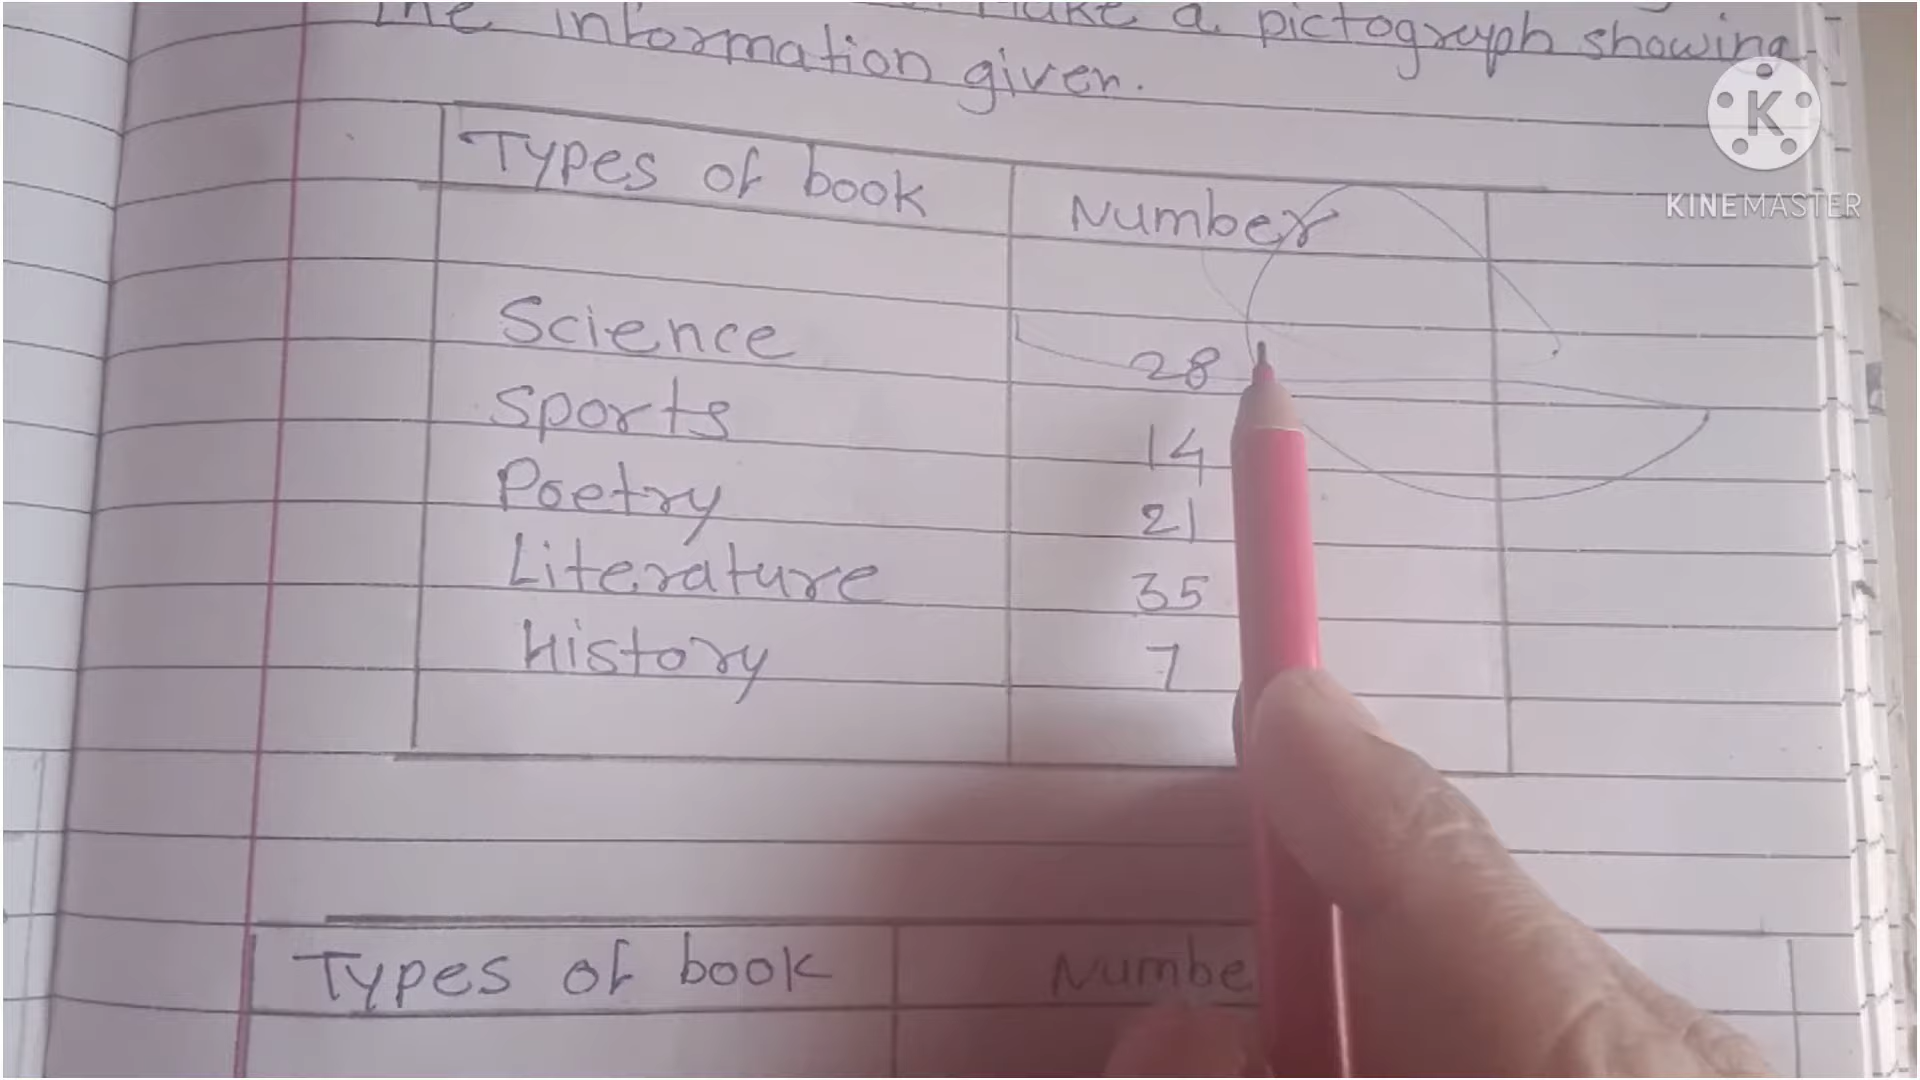 The information given. Make a pictograph showing
Types of book Number
Science 28
Sports 14
Poetry 21
Literature 35
History 7
Types of book Numbe
K
KINEMASTER